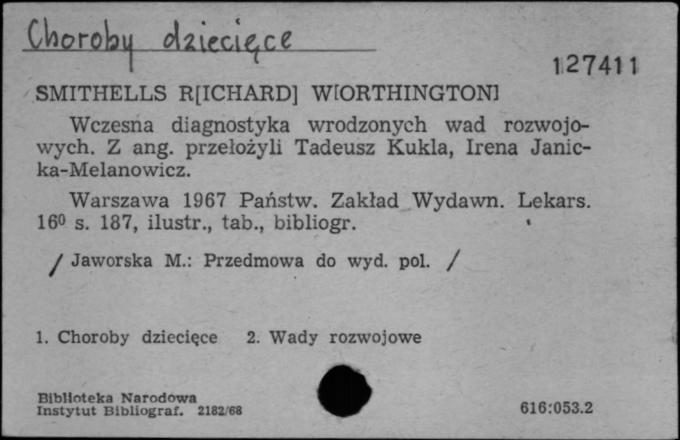 Choroby dziecięce
127411
SMITHELLS R[ICHARD] W[ORTHINGTON]
Wczesna diagnostyka wrodzonych wad rozwojo-
wych. Z ang. przełożyli Tadeusz Kukla, Irena Janic-
ka-Melanowicz.
Warszawa 1967 Państw. Zakład Wydawn. Lekars.
16⁰ s. 187, ilustr., tab., bibliogr.
/ Jaworska M.: Przedmowa do wyd. pol. /
1. Choroby dziecięce 2. Wady rozwojowe
Biblioteka Narodowa
Instytut Bibliograf. 2182/68
616:053.2